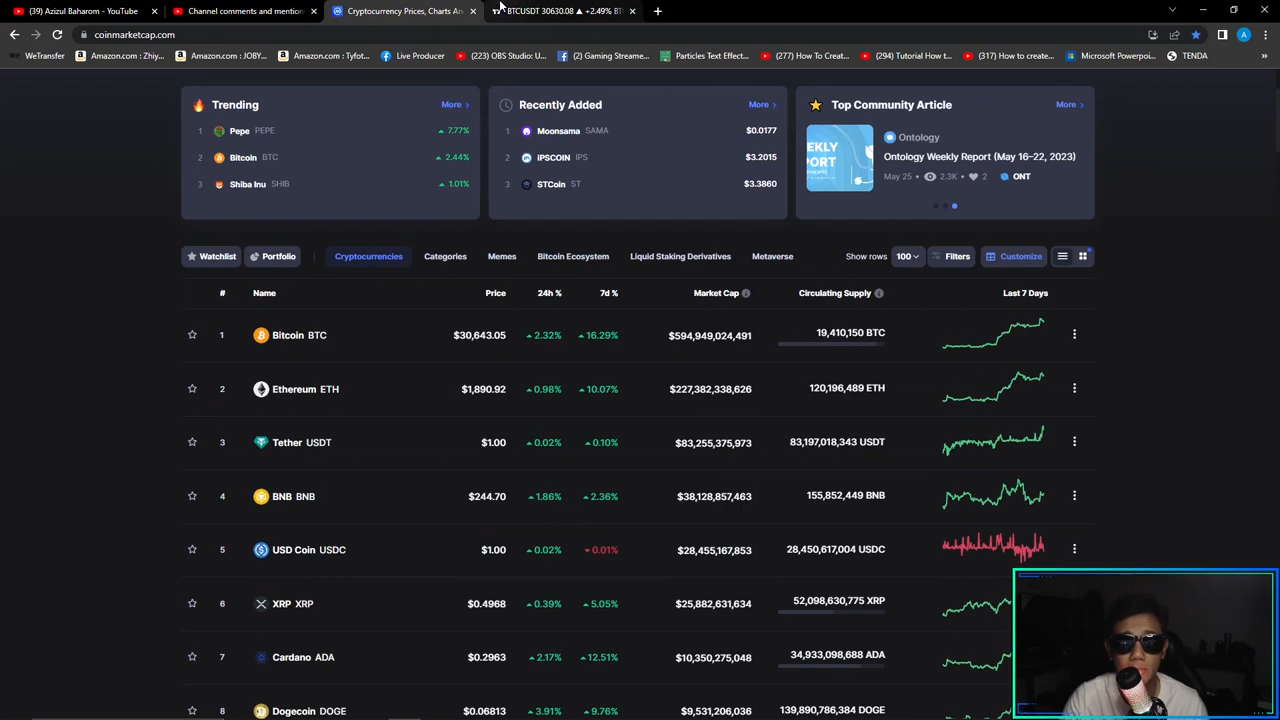 (39) Azizul Baharom - YouTube
Channel comments and mention
Cryptocurrency Prices, Charts An
BTCUSDT 30630.08 ▲ +2.49% BT
coinmarketcap.com
WeTransfer
Amazon.com : Zhiy...
Amazon.com : JOBY...
Amazon.com : Tyfot...
Live Producer
(223) OBS Studio: U...
(2) Gaming Streame...
Particles Text Effect...
(277) How To Creat...
(294) Tutorial How t...
(317) How to create...
Microsoft Powerpoi...
TENDA
A
Trending
More >
1 Pepe PEPE 7.77%
2 Bitcoin BTC 2.44%
3 Shiba Inu SHIB 1.01%
Recently Added
More >
1 Moonsama SAMA $0.0177
2 IPSCOIN IPS $3.2015
3 STCoin ST $3.3860
Top Community Article
More >
Ontology
Ontology Weekly Report (May 16–22, 2023)
May 25 • 2.3K • 2 ONT
Watchlist
Portfolio
Cryptocurrencies
Categories
Memes
Bitcoin Ecosystem
Liquid Staking Derivatives
Metaverse
Show rows
100
Filters
Customize
# Name Price 24h % 7d % Market Cap Circulating Supply Last 7 Days
1 Bitcoin BTC $30,643.05 2.32% 16.29% $594,949,024,491 19,410,150 BTC
2 Ethereum ETH $1,890.92 0.98% 10.07% $227,382,338,626 120,196,489 ETH
3 Tether USDT $1.00 0.02% 0.10% $83,255,375,973 83,197,018,343 USDT
4 BNB BNB $244.70 1.86% 2.36% $38,128,857,463 155,852,449 BNB
5 USD Coin USDC $1.00 0.02% 0.01% $28,455,167,853 28,450,617,004 USDC
6 XRP XRP $0.4968 0.39% 5.05% $25,882,631,634 52,098,630,775 XRP
7 Cardano ADA $0.2963 2.17% 12.51% $10,350,275,048 34,933,098,688 ADA
8 Dogecoin DOGE $0.06813 3.91% 9.76% $9,531,206,036 139,890,786,384 DOGE